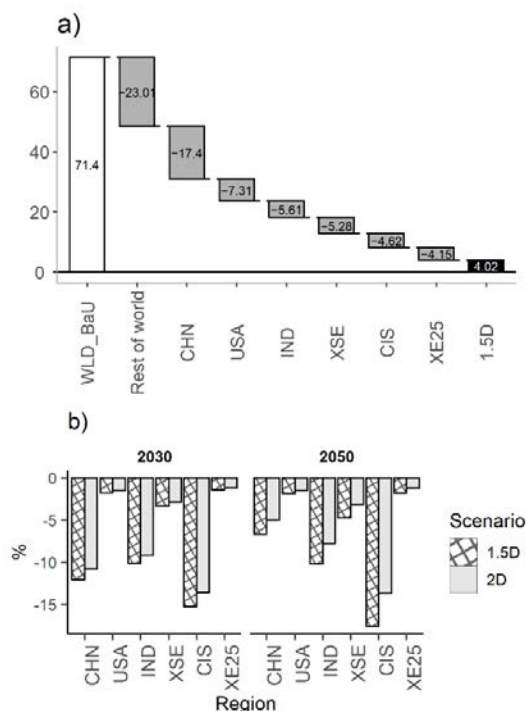 a)
60
40
20
0
71.4
−23.01
−17.4
−7.31
−5.61
−5.28
−4.62
−4.15
4.02
WLD_BaU
Rest of world
CHN
USA
IND
XSE
CIS
XE25
1.5D
b)
2030
2050
0
−5
−10
−15
%
CHN
USA
IND
XSE
CIS
XE25
CHN
USA
IND
XSE
CIS
XE25
Region
Scenario
1.5D
2D